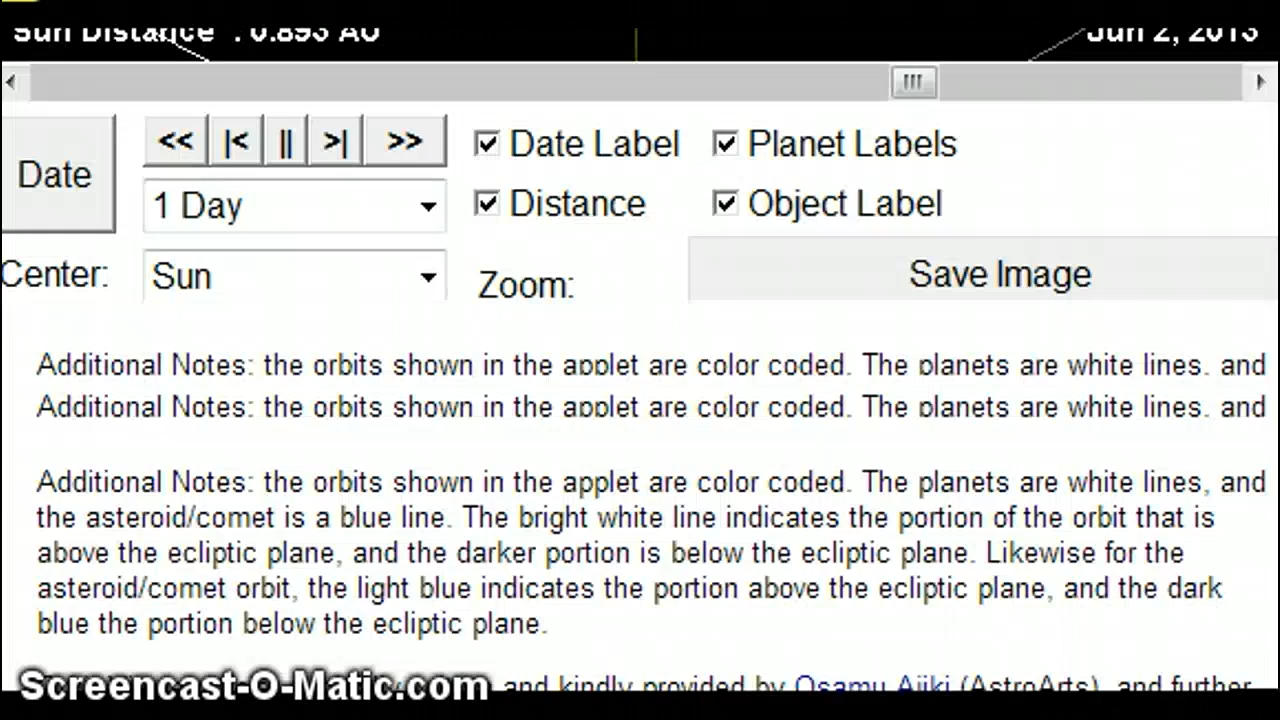 Sun Distance : 0.893 AU Jun 2, 2013
Date << |< || >| >> Date Label Planet Labels
1 Day Distance Object Label
Center: Sun Zoom: Save Image
Additional Notes: the orbits shown in the applet are color coded. The planets are white lines, and
Additional Notes: the orbits shown in the applet are color coded. The planets are white lines, and
Additional Notes: the orbits shown in the applet are color coded. The planets are white lines, and
the asteroid/comet is a blue line. The bright white line indicates the portion of the orbit that is
above the ecliptic plane, and the darker portion is below the ecliptic plane. Likewise for the
asteroid/comet orbit, the light blue indicates the portion above the ecliptic plane, and the dark
blue the portion below the ecliptic plane.
Screencast-O-Matic.com and kindly provided by Osamu Ajiki (AstroArts), and further